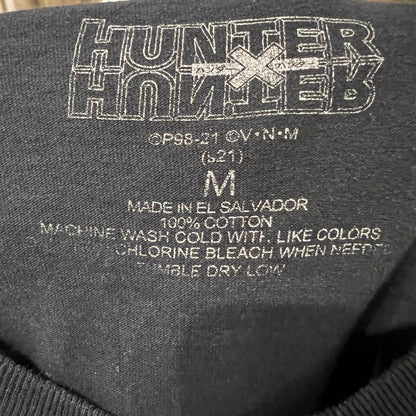 HUNTER
X
HUNTER
©P98-21 ©V•N•M
(s21)
M
MADE IN EL SALVADOR
100% COTTON
MACHINE WASH COLD WITH LIKE COLORS
CHLORINE BLEACH WHEN NEEDED
TUMBLE DRY LOW